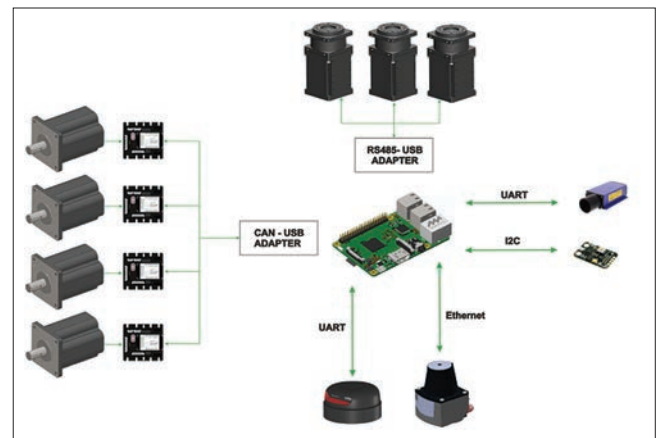 RS485- USB
ADAPTER
UART
CAN - USB
ADAPTER
I2C
UART
Ethernet